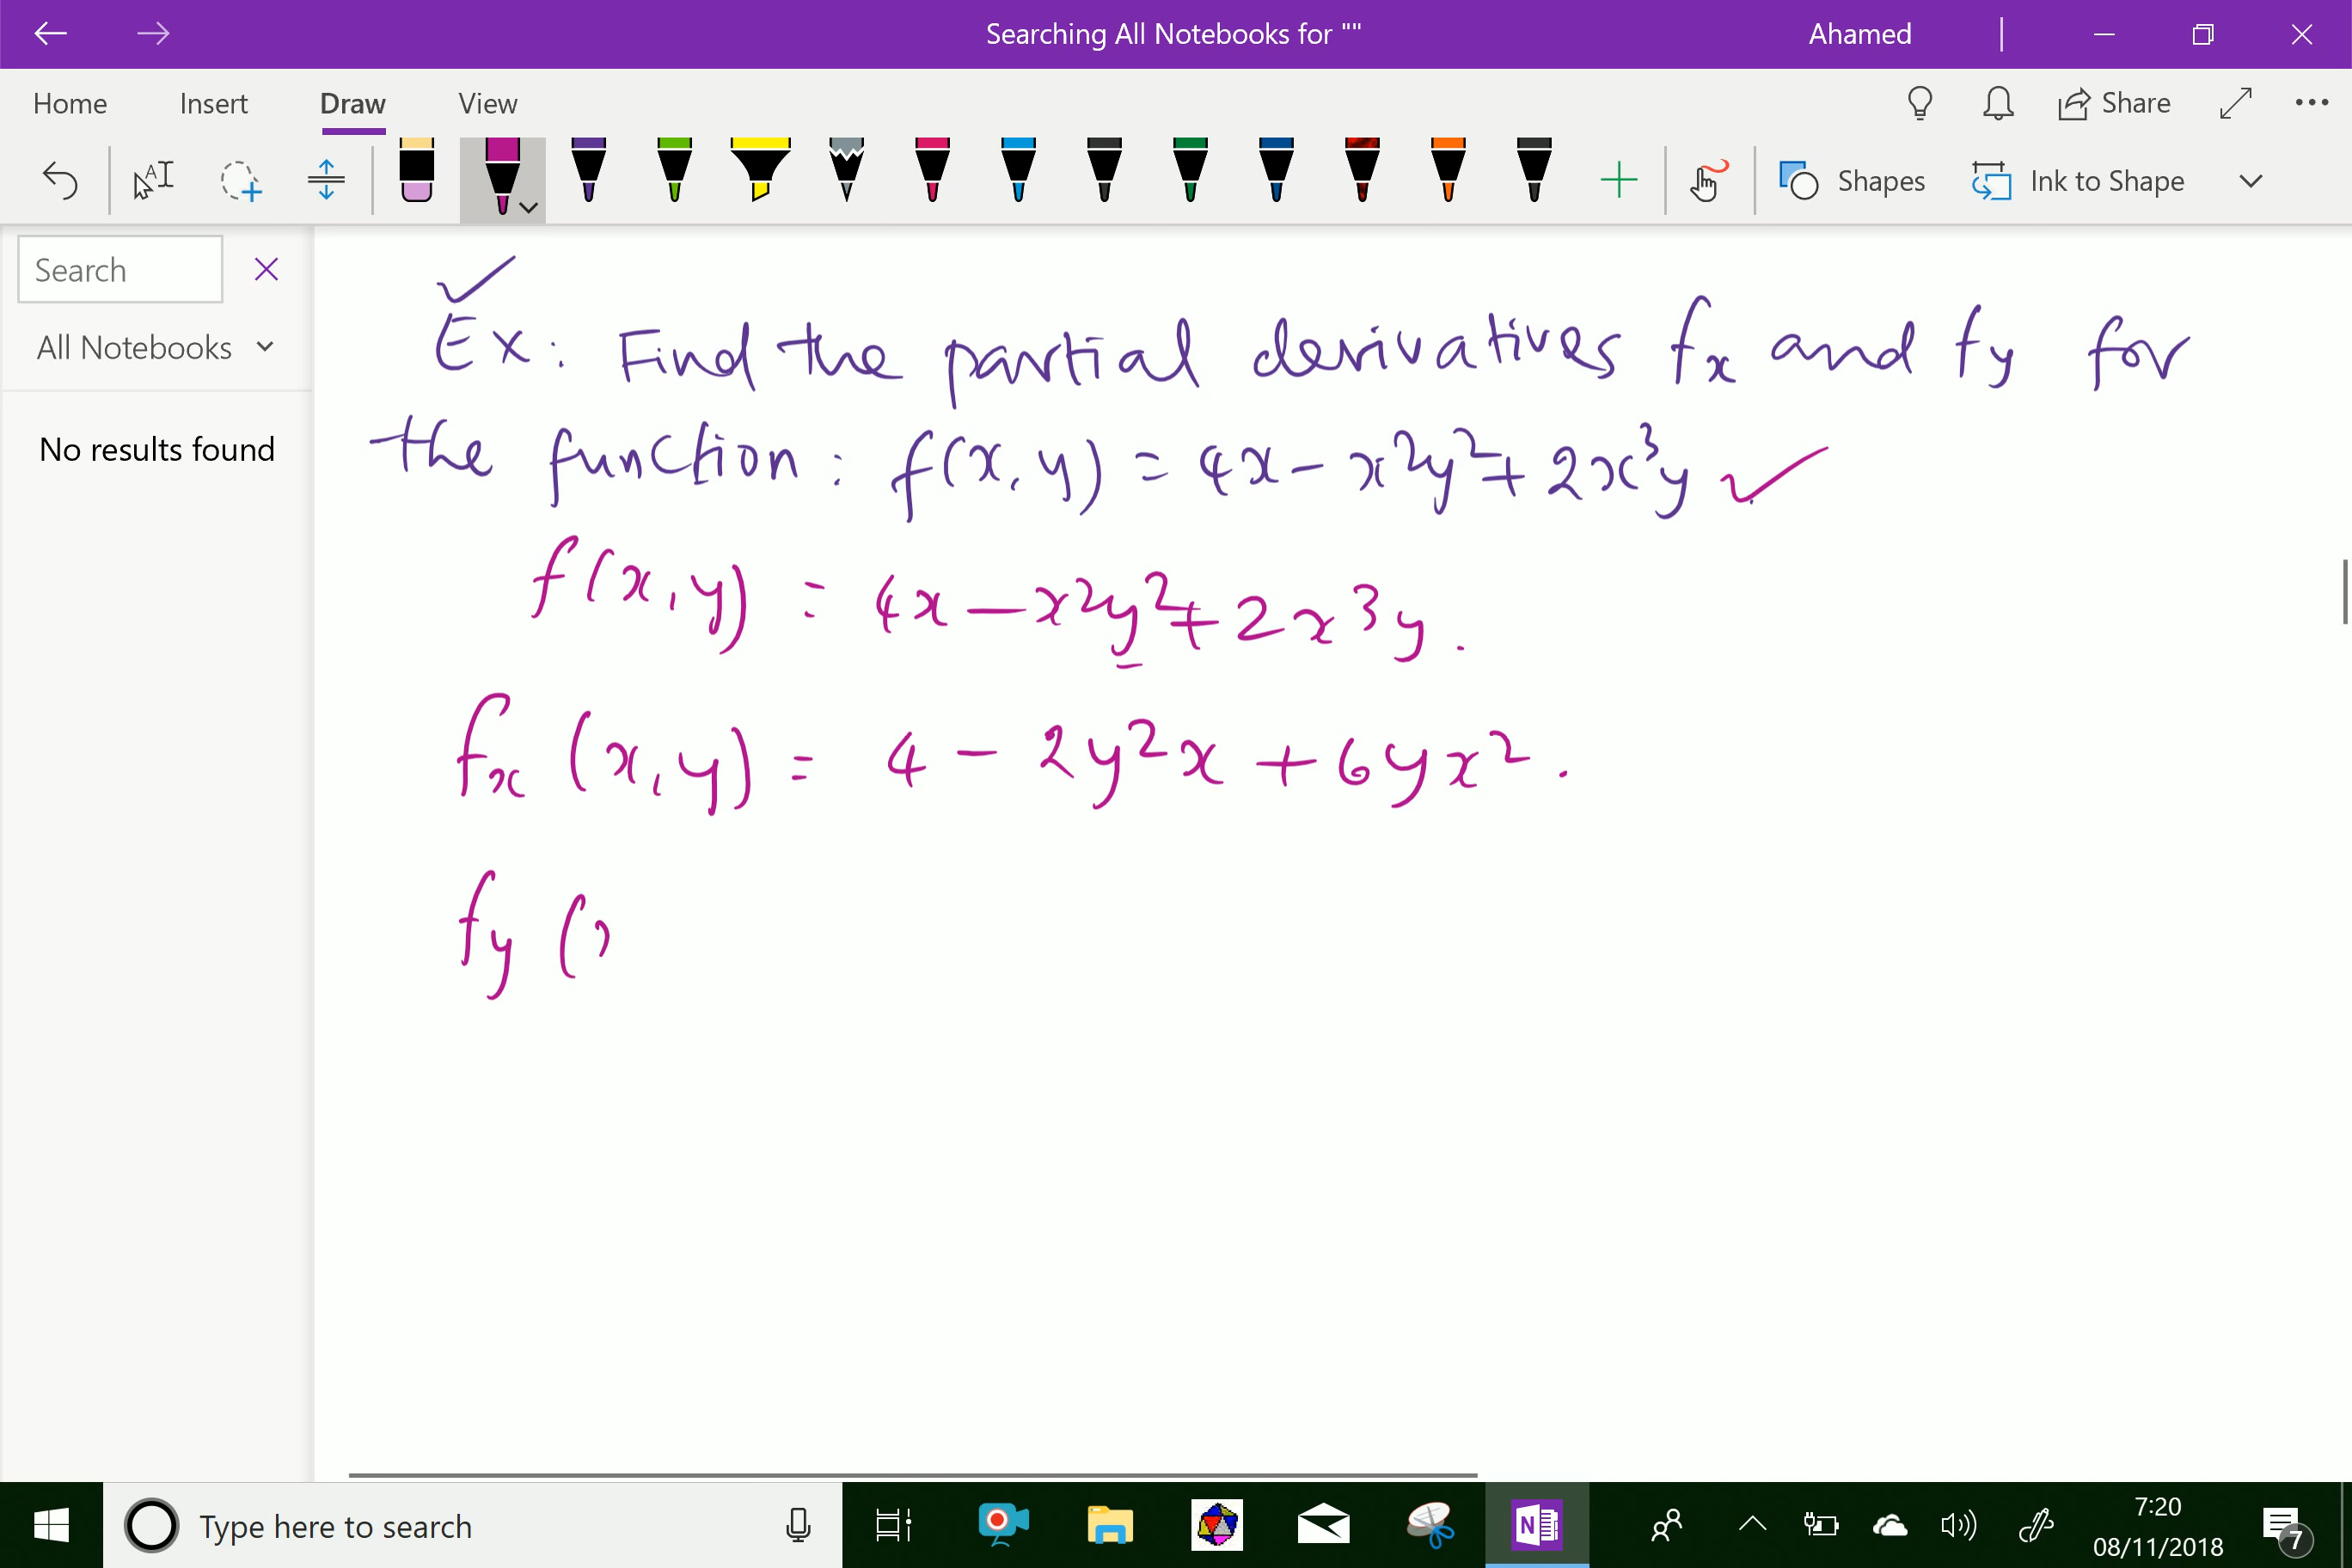 Searching All Notebooks for "" Ahamed
Home Insert Draw View Share
Shapes Ink to Shape
Search
All Notebooks
No results found
Ex: Find the partial derivatives fₓ and fy for
the function: f(x,y) = 4x - x²y² + 2x³y ✓
f(x,y) = 4x - x²y² + 2x³y.
fₓ (x,y) = 4 - 2y²x + 6yx².
fy (
Type here to search
7:20
08/11/2018
7